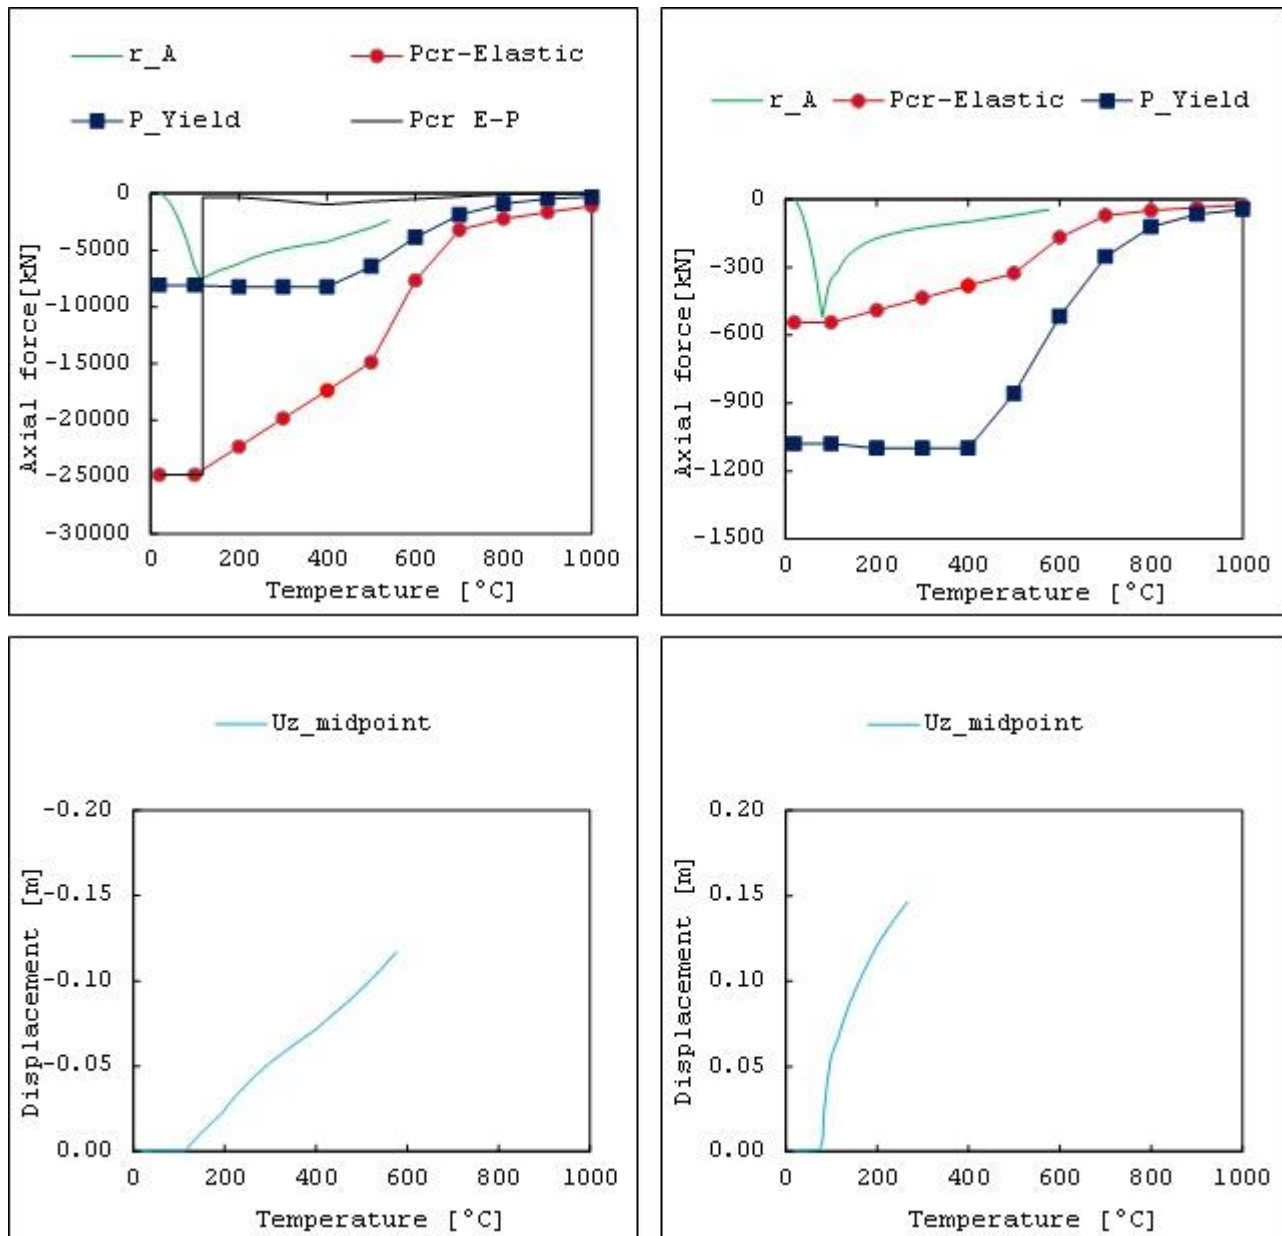 r_A Pcr-Elastic
P_Yield Pcr E-P
0
-5000
-10000
-15000
-20000
-25000
-30000
Axial force[kN]
0 200 400 600 800 1000
Temperature [°C]
r_A Pcr-Elastic P_Yield
0
-300
-600
-900
-1200
-1500
Axial force[kN]
0 200 400 600 800 1000
Temperature [°C]
Uz_midpoint
-0.20
-0.15
-0.10
-0.05
0.00
Displacement [m]
0 200 400 600 800 1000
Temperature [°C]
Uz_midpoint
0.20
0.15
0.10
0.05
0.00
Displacement [m]
0 200 400 600 800 1000
Temperature [°C]